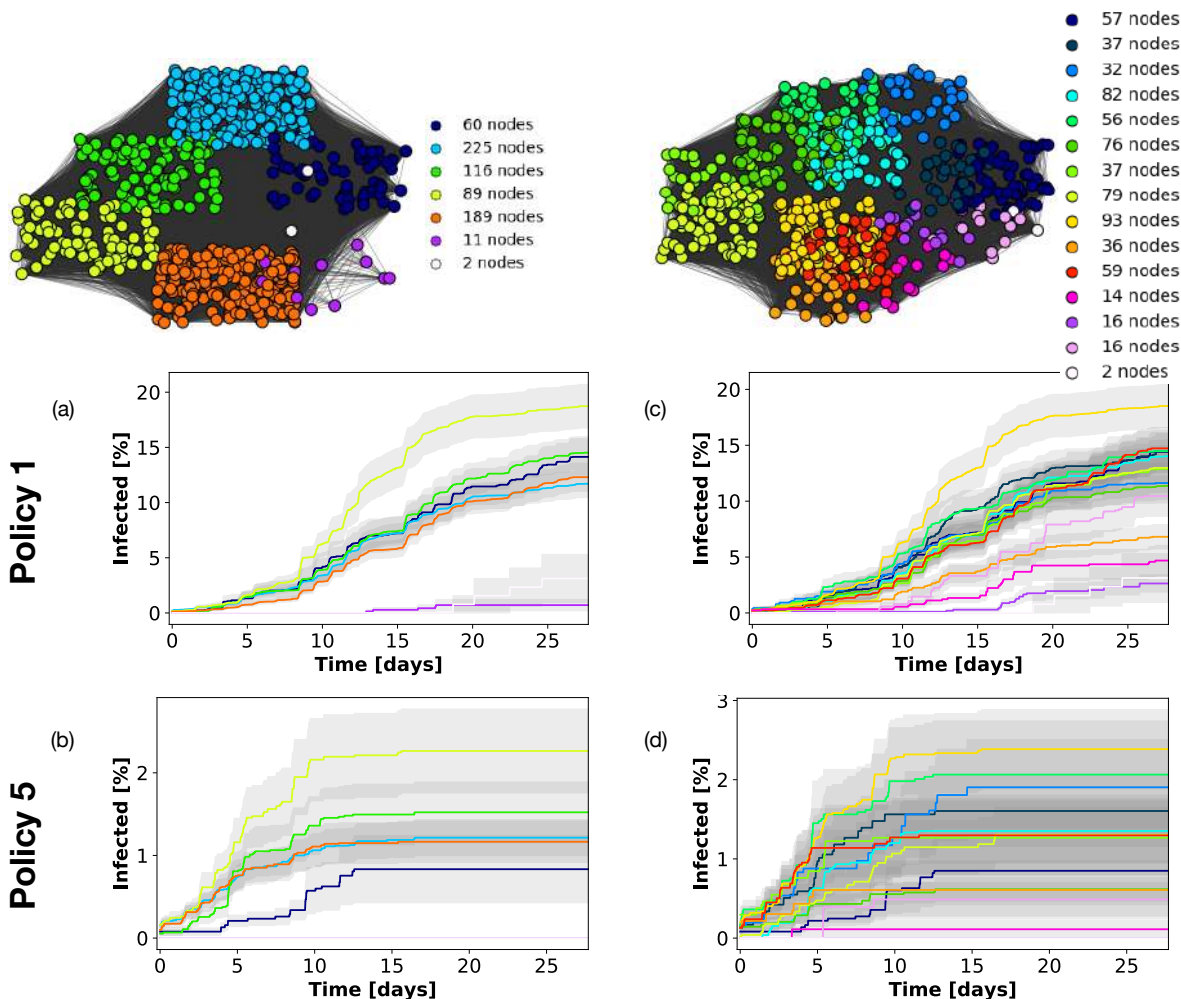 60 nodes
225 nodes
116 nodes
89 nodes
189 nodes
11 nodes
2 nodes
57 nodes
37 nodes
32 nodes
82 nodes
56 nodes
76 nodes
37 nodes
79 nodes
93 nodes
36 nodes
59 nodes
14 nodes
16 nodes
16 nodes
2 nodes
Policy 1
(a)
Infected [%]
20
15
10
5
0
0 5 10 15 20 25
Time [days]
(c)
Infected [%]
20
15
10
5
0
0 5 10 15 20 25
Time [days]
Policy 5
(b)
Infected [%]
2
1
0
0 5 10 15 20 25
Time [days]
(d)
Infected [%]
3
2
1
0
0 5 10 15 20 25
Time [days]